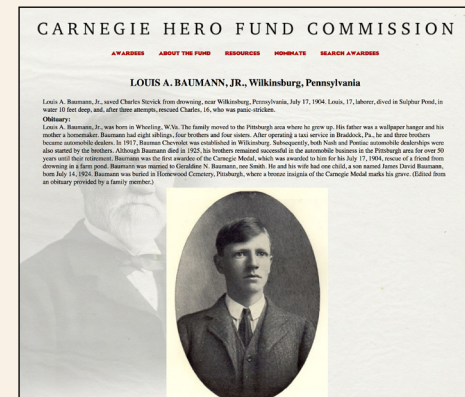 CARNEGIE HERO FUND COMMISSION
AWARDEES ABOUT THE FUND RESOURCES NOMINATE SEARCH AWARDEES
LOUIS A. BAUMANN, JR., Wilkinsburg, Pennsylvania
Louis A. Baumann, Jr., saved Charles Stevick from drowning, near Wilkinsburg, Pennsylvania, July 17, 1904. Louis, 17, laborer, dived in Sulphur Pond, in
water 10 feet deep, and, after three attempts, rescued Charles, 16, who was panic-stricken.
Obituary:
Louis A. Baumann, Jr., was born in Wheeling, W.Va. The family moved to the Pittsburgh area where he grew up. His father was a wallpaper hanger and his
mother a homemaker. Baumann had eight siblings, four brothers and four sisters. After operating a taxi service in Braddock, Pa., he and three brothers
became automobile dealers. In 1917, Bauman Chevrolet was established in Wilkinsburg. Subsequently, both Nash and Pontiac automobile dealerships were
also started by the brothers. Although Baumann died in 1925, his brothers remained successful in the automobile business in the Pittsburgh area for over 50
years until their retirement. Baumann was the first awardee of the Carnegie Medal, which was awarded to him for his July 17, 1904, rescue of a friend from
drowning in a farm pond. Baumann was married to Geraldine N. Baumann, nee Smith. He and his wife had one child, a son named James David Baumann,
born July 14, 1924. Baumann was buried in Homewood Cemetery, Pittsburgh, where a bronze insignia of the Carnegie Medal marks his grave. (Edited from
an obituary provided by a family member.)